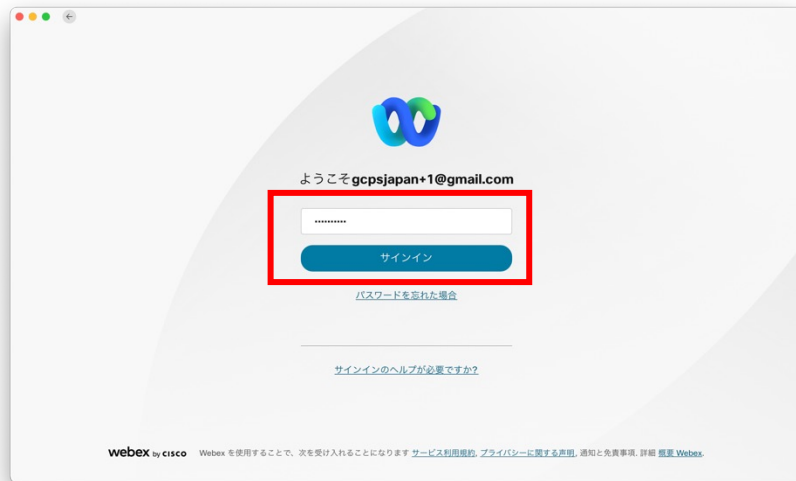 ようこそgcpsjapan+1@gmail.com
••••••••••
サインイン
パスワードを忘れた場合
サインインのヘルプが必要ですか?
webex by CISCO Webex を使用することで、次を受け入れることになります サービス利用規約, プライバシーに関する声明, 通知と免責事項. 詳細 概要 Webex.